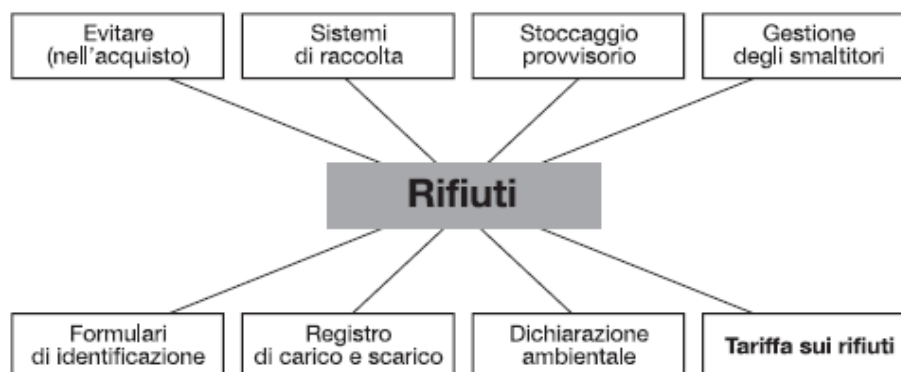 Evitare
(nell'acquisto)
Sistemi
di raccolta
Stoccaggio
provvisorio
Gestione
degli smaltitori
Rifiuti
Formulari
di identificazione
Registro
di carico e scarico
Dichiarazione
ambientale
Tariffa sui rifiuti